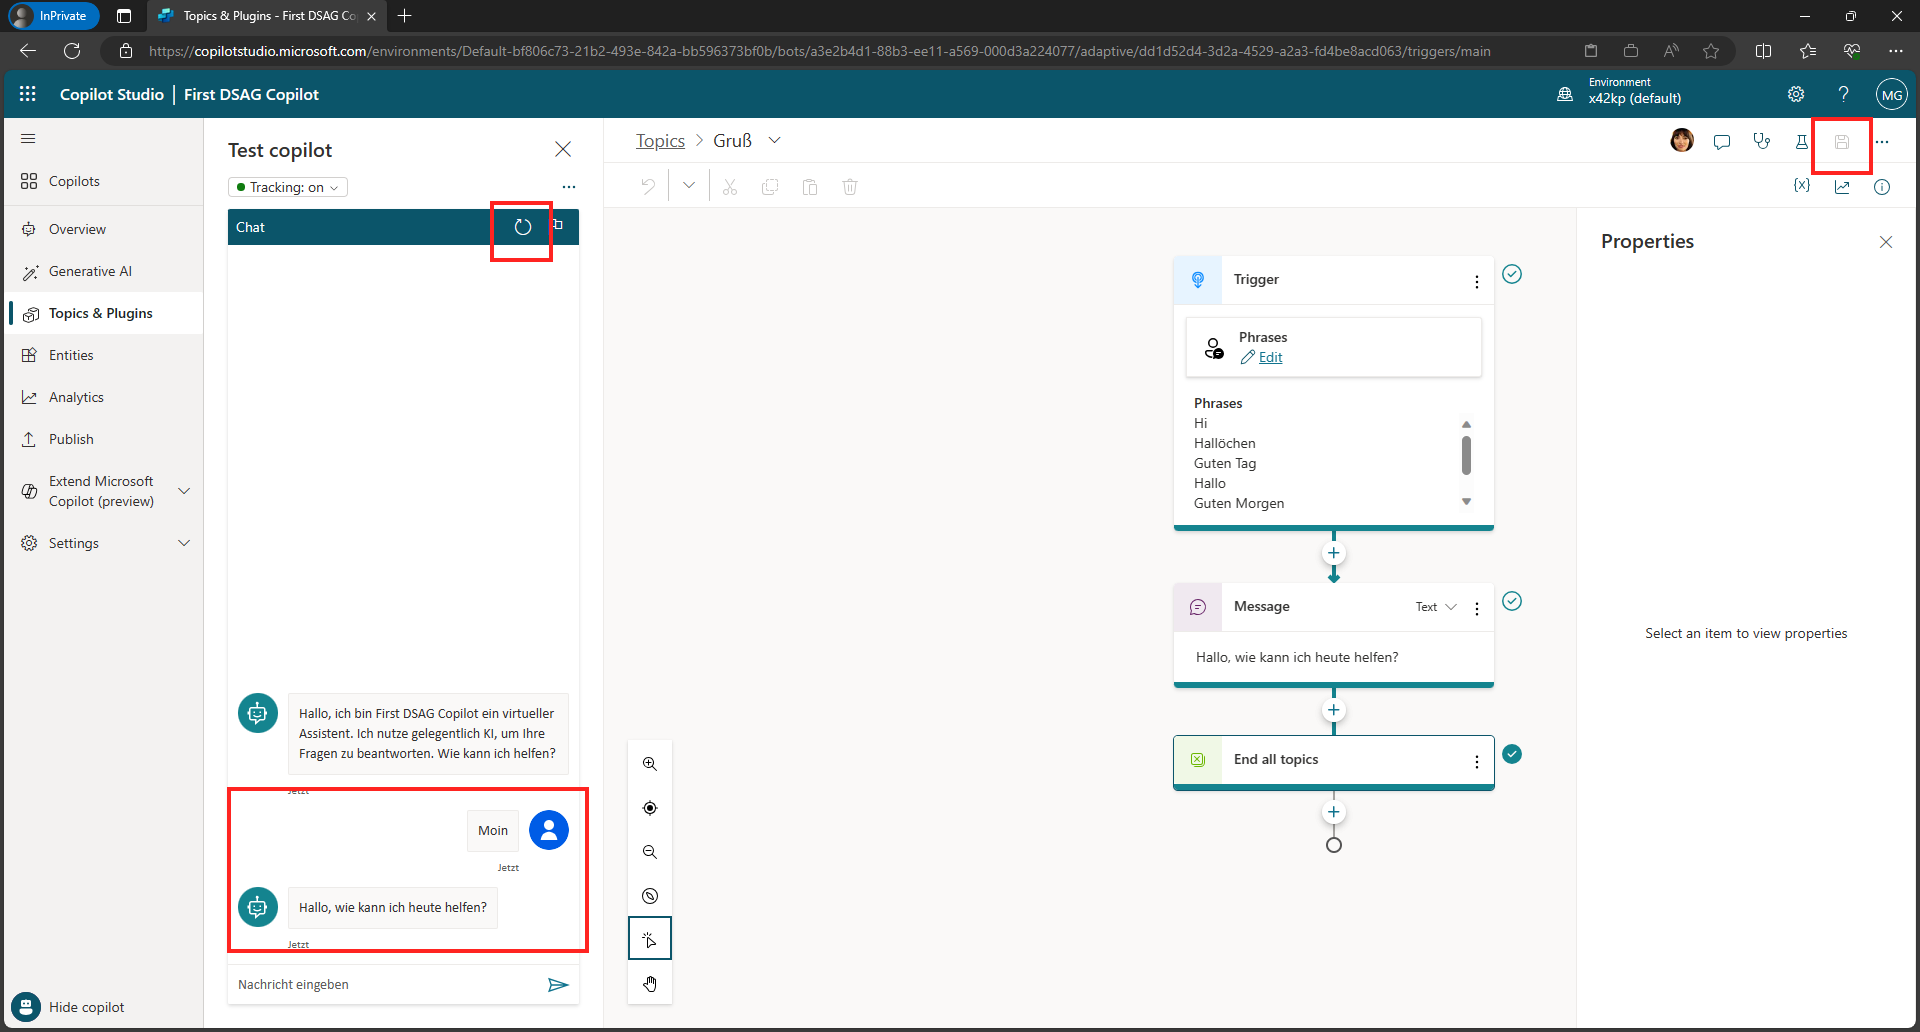 InPrivate
Topics & Plugins - First DSAG Co
https://copilotstudio.microsoft.com/environments/Default-bf806c73-21b2-493e-842a-bb596373bf0b/bots/a3e2b4d1-88b3-ee11-a569-000d3a224077/adaptive/dd1d52d4-3d2a-4529-a2a3-fd4be8acd063/triggers/main
Copilot Studio | First DSAG Copilot
Environment
x42kp (default)
MG
Copilots
Overview
Generative AI
Topics & Plugins
Entities
Analytics
Publish
Extend Microsoft
Copilot (preview)
Settings
Hide copilot
Test copilot
Tracking: on
Chat
Hallo, ich bin First DSAG Copilot ein virtueller
Assistent. Ich nutze gelegentlich KI, um Ihre
Fragen zu beantworten. Wie kann ich helfen?
Jetzt
Moin
Jetzt
Hallo, wie kann ich heute helfen?
Jetzt
Nachricht eingeben
Topics > Gruß
Trigger
Phrases
Edit
Phrases
Hi
Hallöchen
Guten Tag
Hallo
Guten Morgen
Message
Text
Hallo, wie kann ich heute helfen?
End all topics
Properties
Select an item to view properties